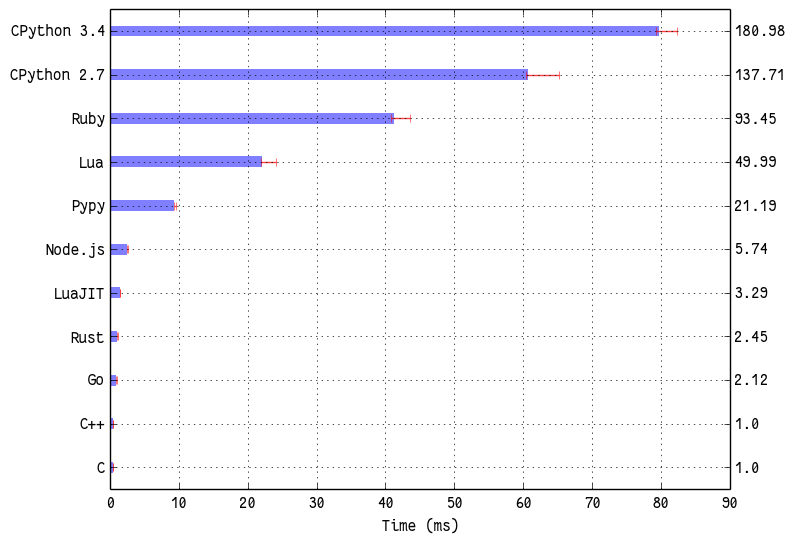 CPython 3.4 180.98
CPython 2.7 137.71
Ruby 93.45
Lua 49.99
Pypy 21.19
Node.js 5.74
LuaJIT 3.29
Rust 2.45
Go 2.12
C++ 1.0
C 1.0
0 10 20 30 40 50 60 70 80 90
Time (ms)